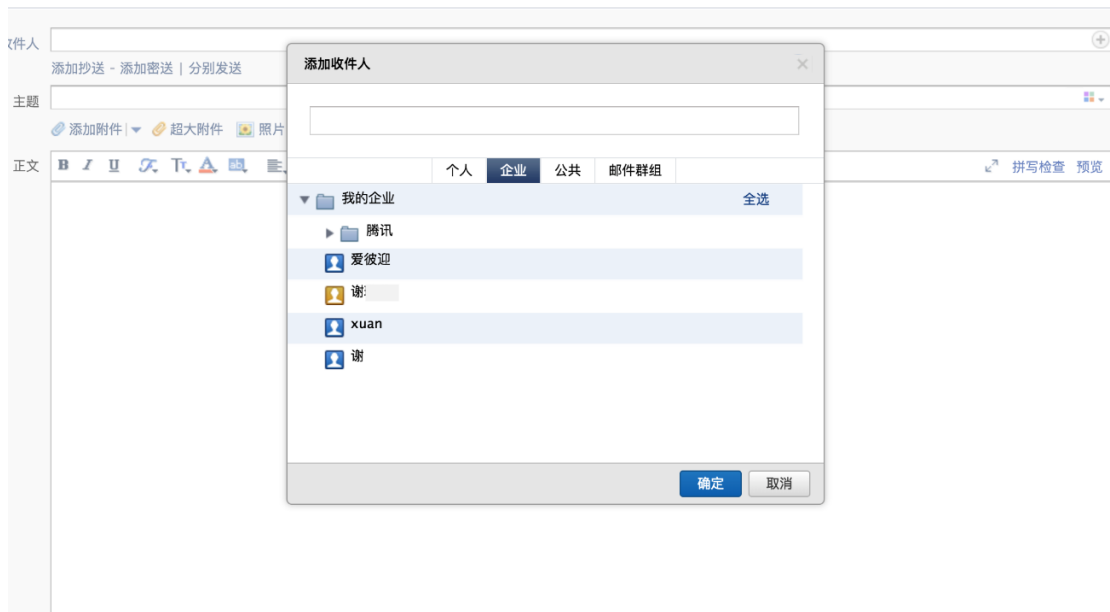 收件人
添加抄送 - 添加密送 | 分别发送
主题
添加附件 | 超大附件 照片
正文 B I U 拼写检查 预览
添加收件人
个人 企业 公共 邮件群组
我的企业 全选
腾讯
爱彼迎
谢
xuan
谢
确定 取消